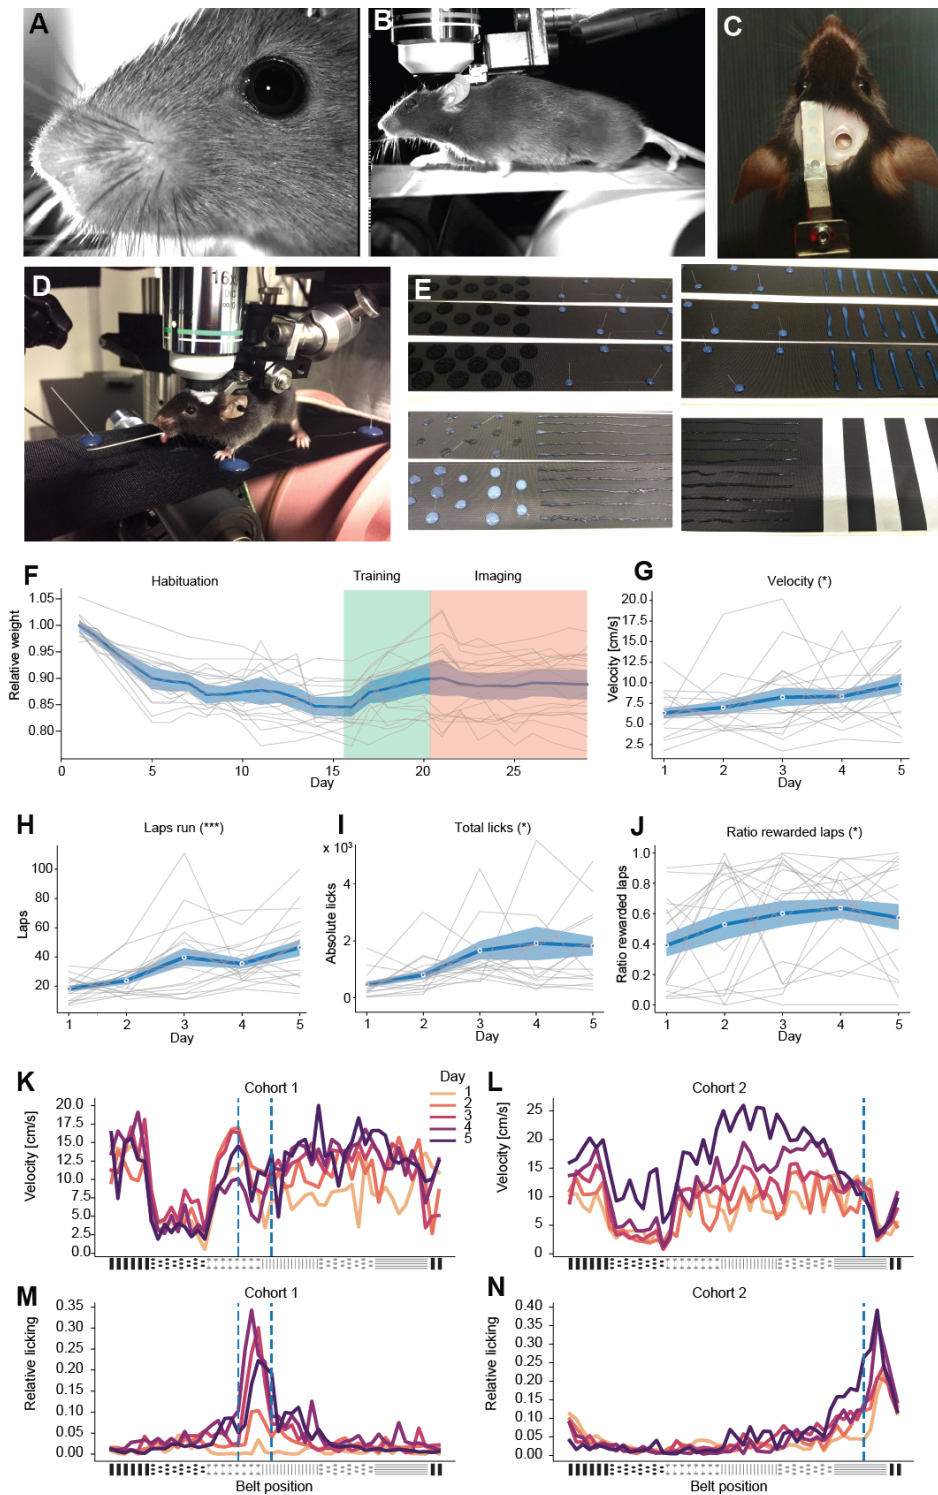 A
B
C
D
16x
E
F
Habituation
Training
Imaging
Relative weight
1.05
1.00
0.95
0.90
0.85
0.80
0
5
10
15
20
25
Day
G
Velocity (*)
Velocity [cm/s]
20.0
17.5
15.0
12.5
10.0
7.5
5.0
2.5
1
2
3
4
5
Day
H
Laps run (***)
Laps
100
80
60
40
20
1
2
3
4
5
Day
I
Total licks (*)
x 10³
Absolute licks
4
2
0
1
2
3
4
5
Day
J
Ratio rewarded laps (*)
Ratio rewarded laps
1.0
0.8
0.6
0.4
0.2
0.0
1
2
3
4
5
Day
K
Cohort 1
Velocity [cm/s]
20.0
17.5
15.0
12.5
10.0
7.5
5.0
2.5
0
Day
1
2
3
4
5
L
Cohort 2
Velocity [cm/s]
25
20
15
10
5
0
M
Cohort 1
Relative licking
0.35
0.30
0.25
0.20
0.15
0.10
0.05
0.00
Belt position
N
Cohort 2
Relative licking
0.40
0.35
0.30
0.25
0.20
0.15
0.10
0.05
0.00
Belt position